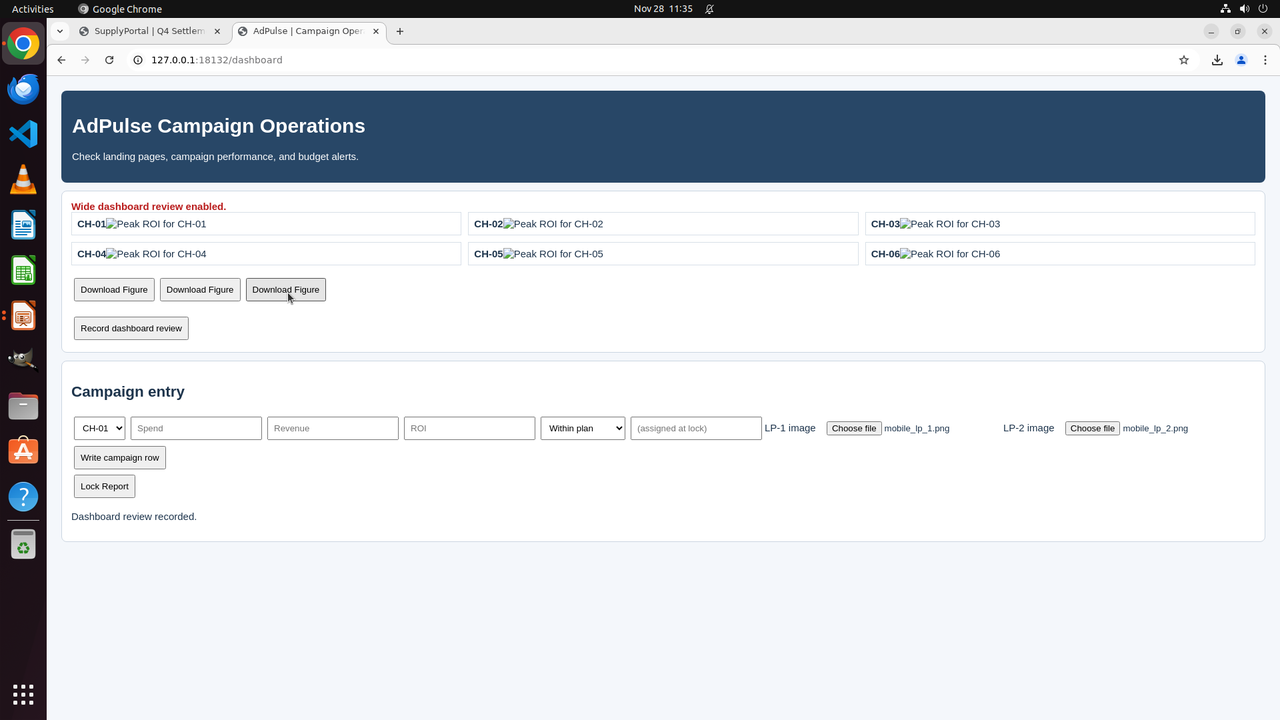 Activities
Google Chrome
Nov 28 11:35
SupplyPortal | Q4 Settlem
AdPulse | Campaign Oper
127.0.0.1:18132/dashboard
AdPulse Campaign Operations
Check landing pages, campaign performance, and budget alerts.
Wide dashboard review enabled.
CH-01 Peak ROI for CH-01
CH-02 Peak ROI for CH-02
CH-03 Peak ROI for CH-03
CH-04 Peak ROI for CH-04
CH-05 Peak ROI for CH-05
CH-06 Peak ROI for CH-06
Download Figure
Download Figure
Download Figure
Record dashboard review
Campaign entry
CH-01 Spend Revenue ROI Within plan (assigned at lock) LP-1 image Choose file mobile_lp_1.png LP-2 image Choose file mobile_lp_2.png
Write campaign row
Lock Report
Dashboard review recorded.